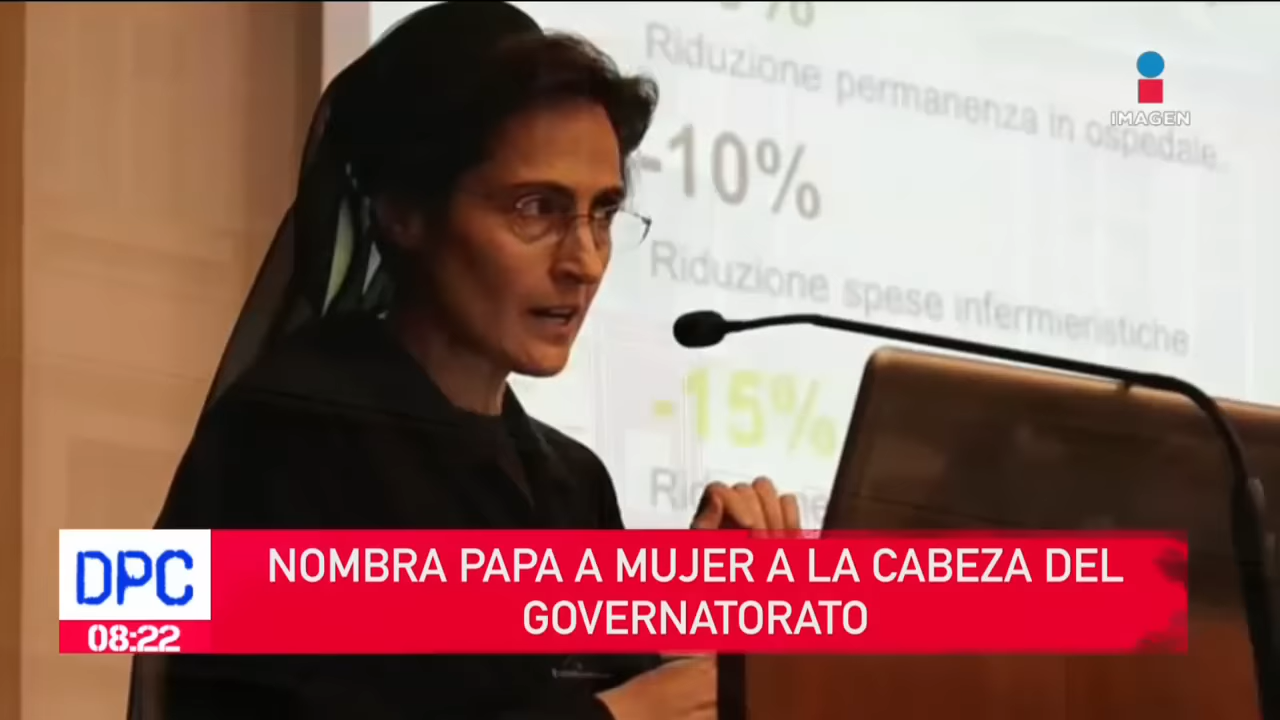 Riduzione permanenza in ospedale.
IMAGEN
-10%
Riduzione spese infermieristiche
-15%
DPC
08:22
NOMBRA PAPA A MUJER A LA CABEZA DEL
GOVERNATORATO